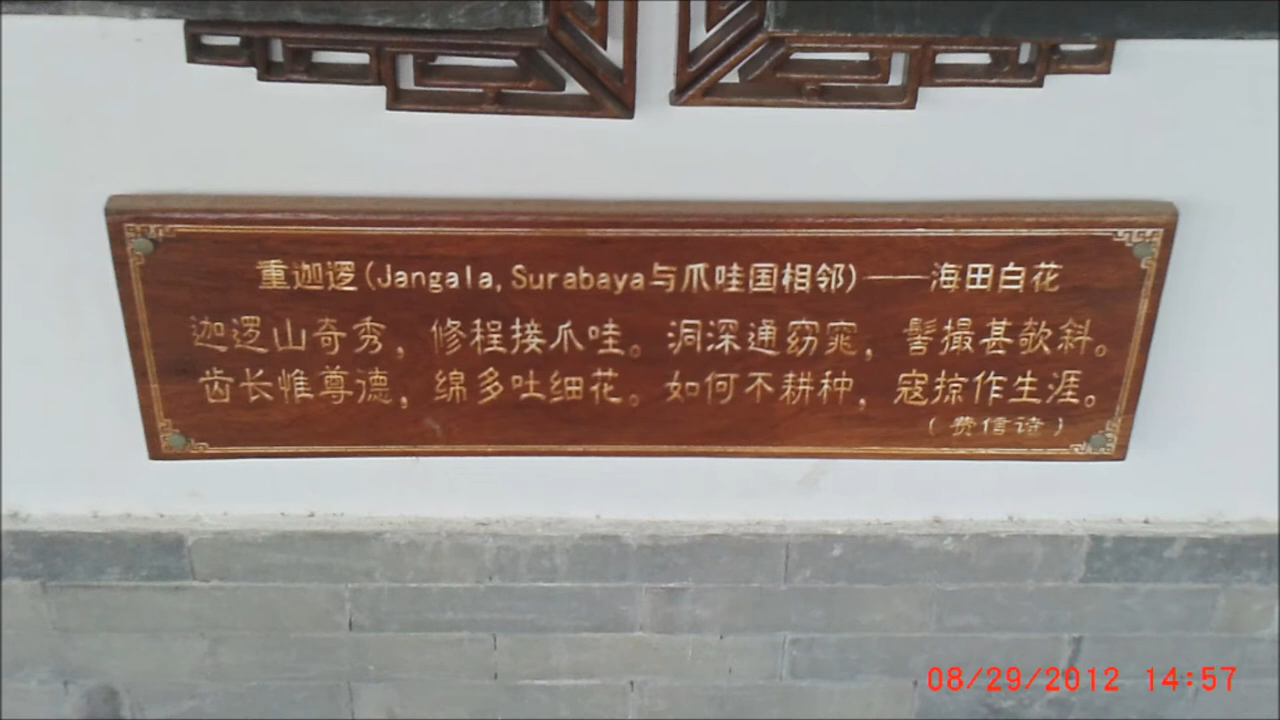 重迦逻(Jangala,Surabaya与爪哇国相邻)——海田白花
迦逻山奇秀，修程接爪哇。洞深通窈窕，髻撮甚欹斜。
齿长惟尊德，绵多吐细花。如何不耕种，寇掠作生涯。
(费信诗)
08/29/2012 14:57